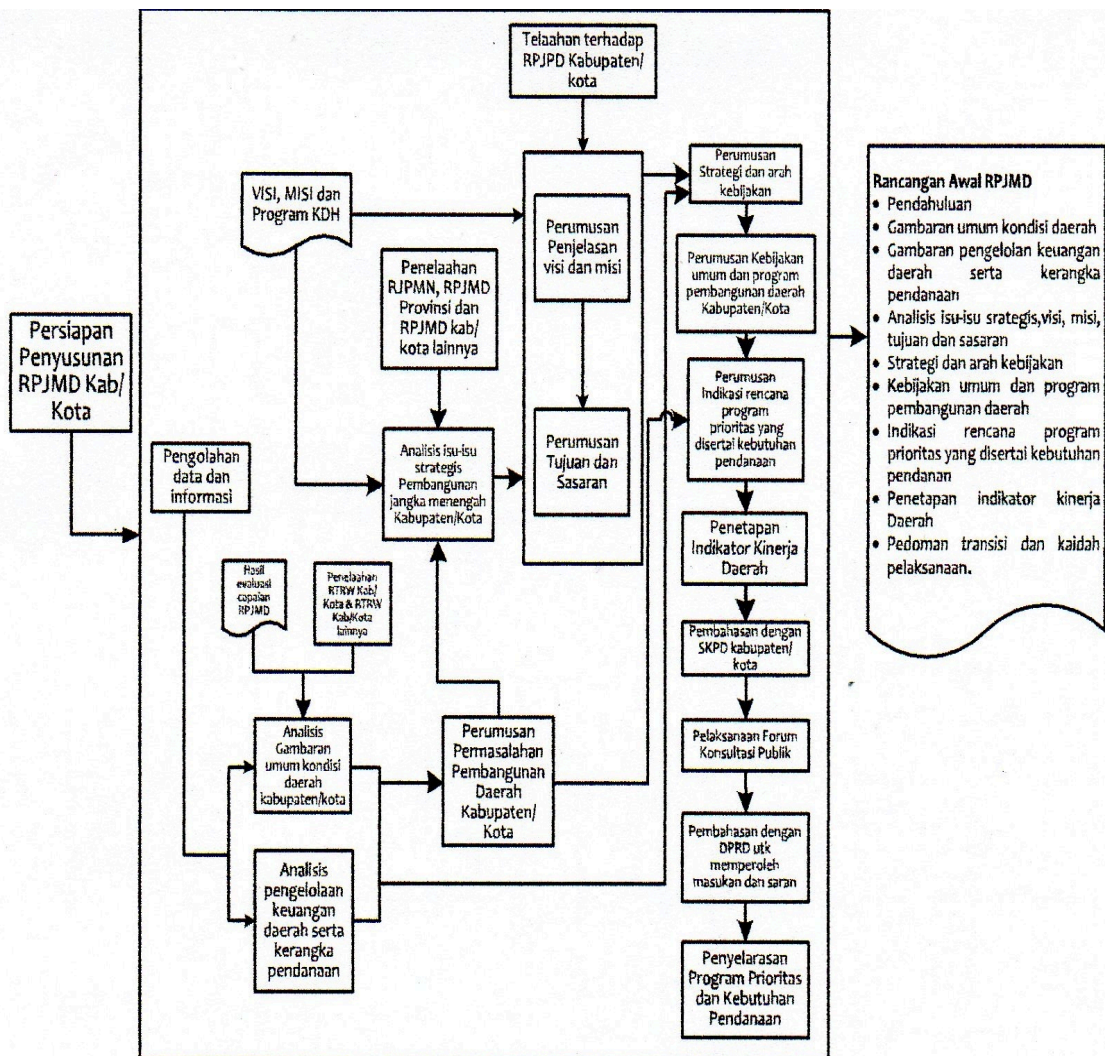 Telaahan terhadap
RPJPD Kabupaten/
kota
VISI, MISI dan
Program KDH
Perumusan
Penjelasan
visi dan misi
Perumusan
Strategi dan arah
kebijakan
Penelaahan
RJPMN, RPJMD
Provinsi dan
RPJMD kab/
kota lainnya
Perumusan Kebijakan
umum dan program
pembangunan daerah
Kabupaten/Kota
Persiapan
Penyusunan
RPJMD Kab/
Kota
Pengolahan
data dan
informasi
Analisis isu-isu
strategis
Pembangunan
jangka menengah
Kabupaten/Kota
Perumusan
Tujuan dan
Sasaran
Perumusan
Indikasi rencana
program
prioritas yang
disertai kebutuhan
pendanaan
Penetapan
Indikator Kinerja
Daerah
Hasil
evaluasi
capaian
RPJMD
Penelaahan
RTRW Kab/
Kota & RTRW
Kab/Kota
lainnya
Pembahasan dengan
SKPD kabupaten/
kota
Analisis
Gambaran
umum kondisi
daerah
kabupaten/kota
Perumusan
Permasalahan
Pembangunan
Daerah
Kabupaten/
Kota
Pelaksanaan Forum
Konsultasi Publik
Analisis
pengelolaan
keuangan
daerah serta
kerangka
pendanaan
Pembahasan dengan
DPRD utk
memperoleh
masukan dan saran
Penyelarasan
Program Prioritas
dan Kebutuhan
Pendanaan
Rancangan Awal RPJMD
• Pendahuluan
• Gambaran umum kondisi daerah
• Gambaran pengelolan keuangan
daerah serta kerangka
pendanaan
• Analisis isu-isu srategis,visi, misi,
tujuan dan sasaran
• Strategi dan arah kebijakan
• Kebijakan umum dan program
pembangunan daerah
• Indikasi rencana program
prioritas yang disertai kebutuhan
pendanan
• Penetapan indikator kinerja
Daerah
• Pedoman transisi dan kaidah
pelaksanaan.